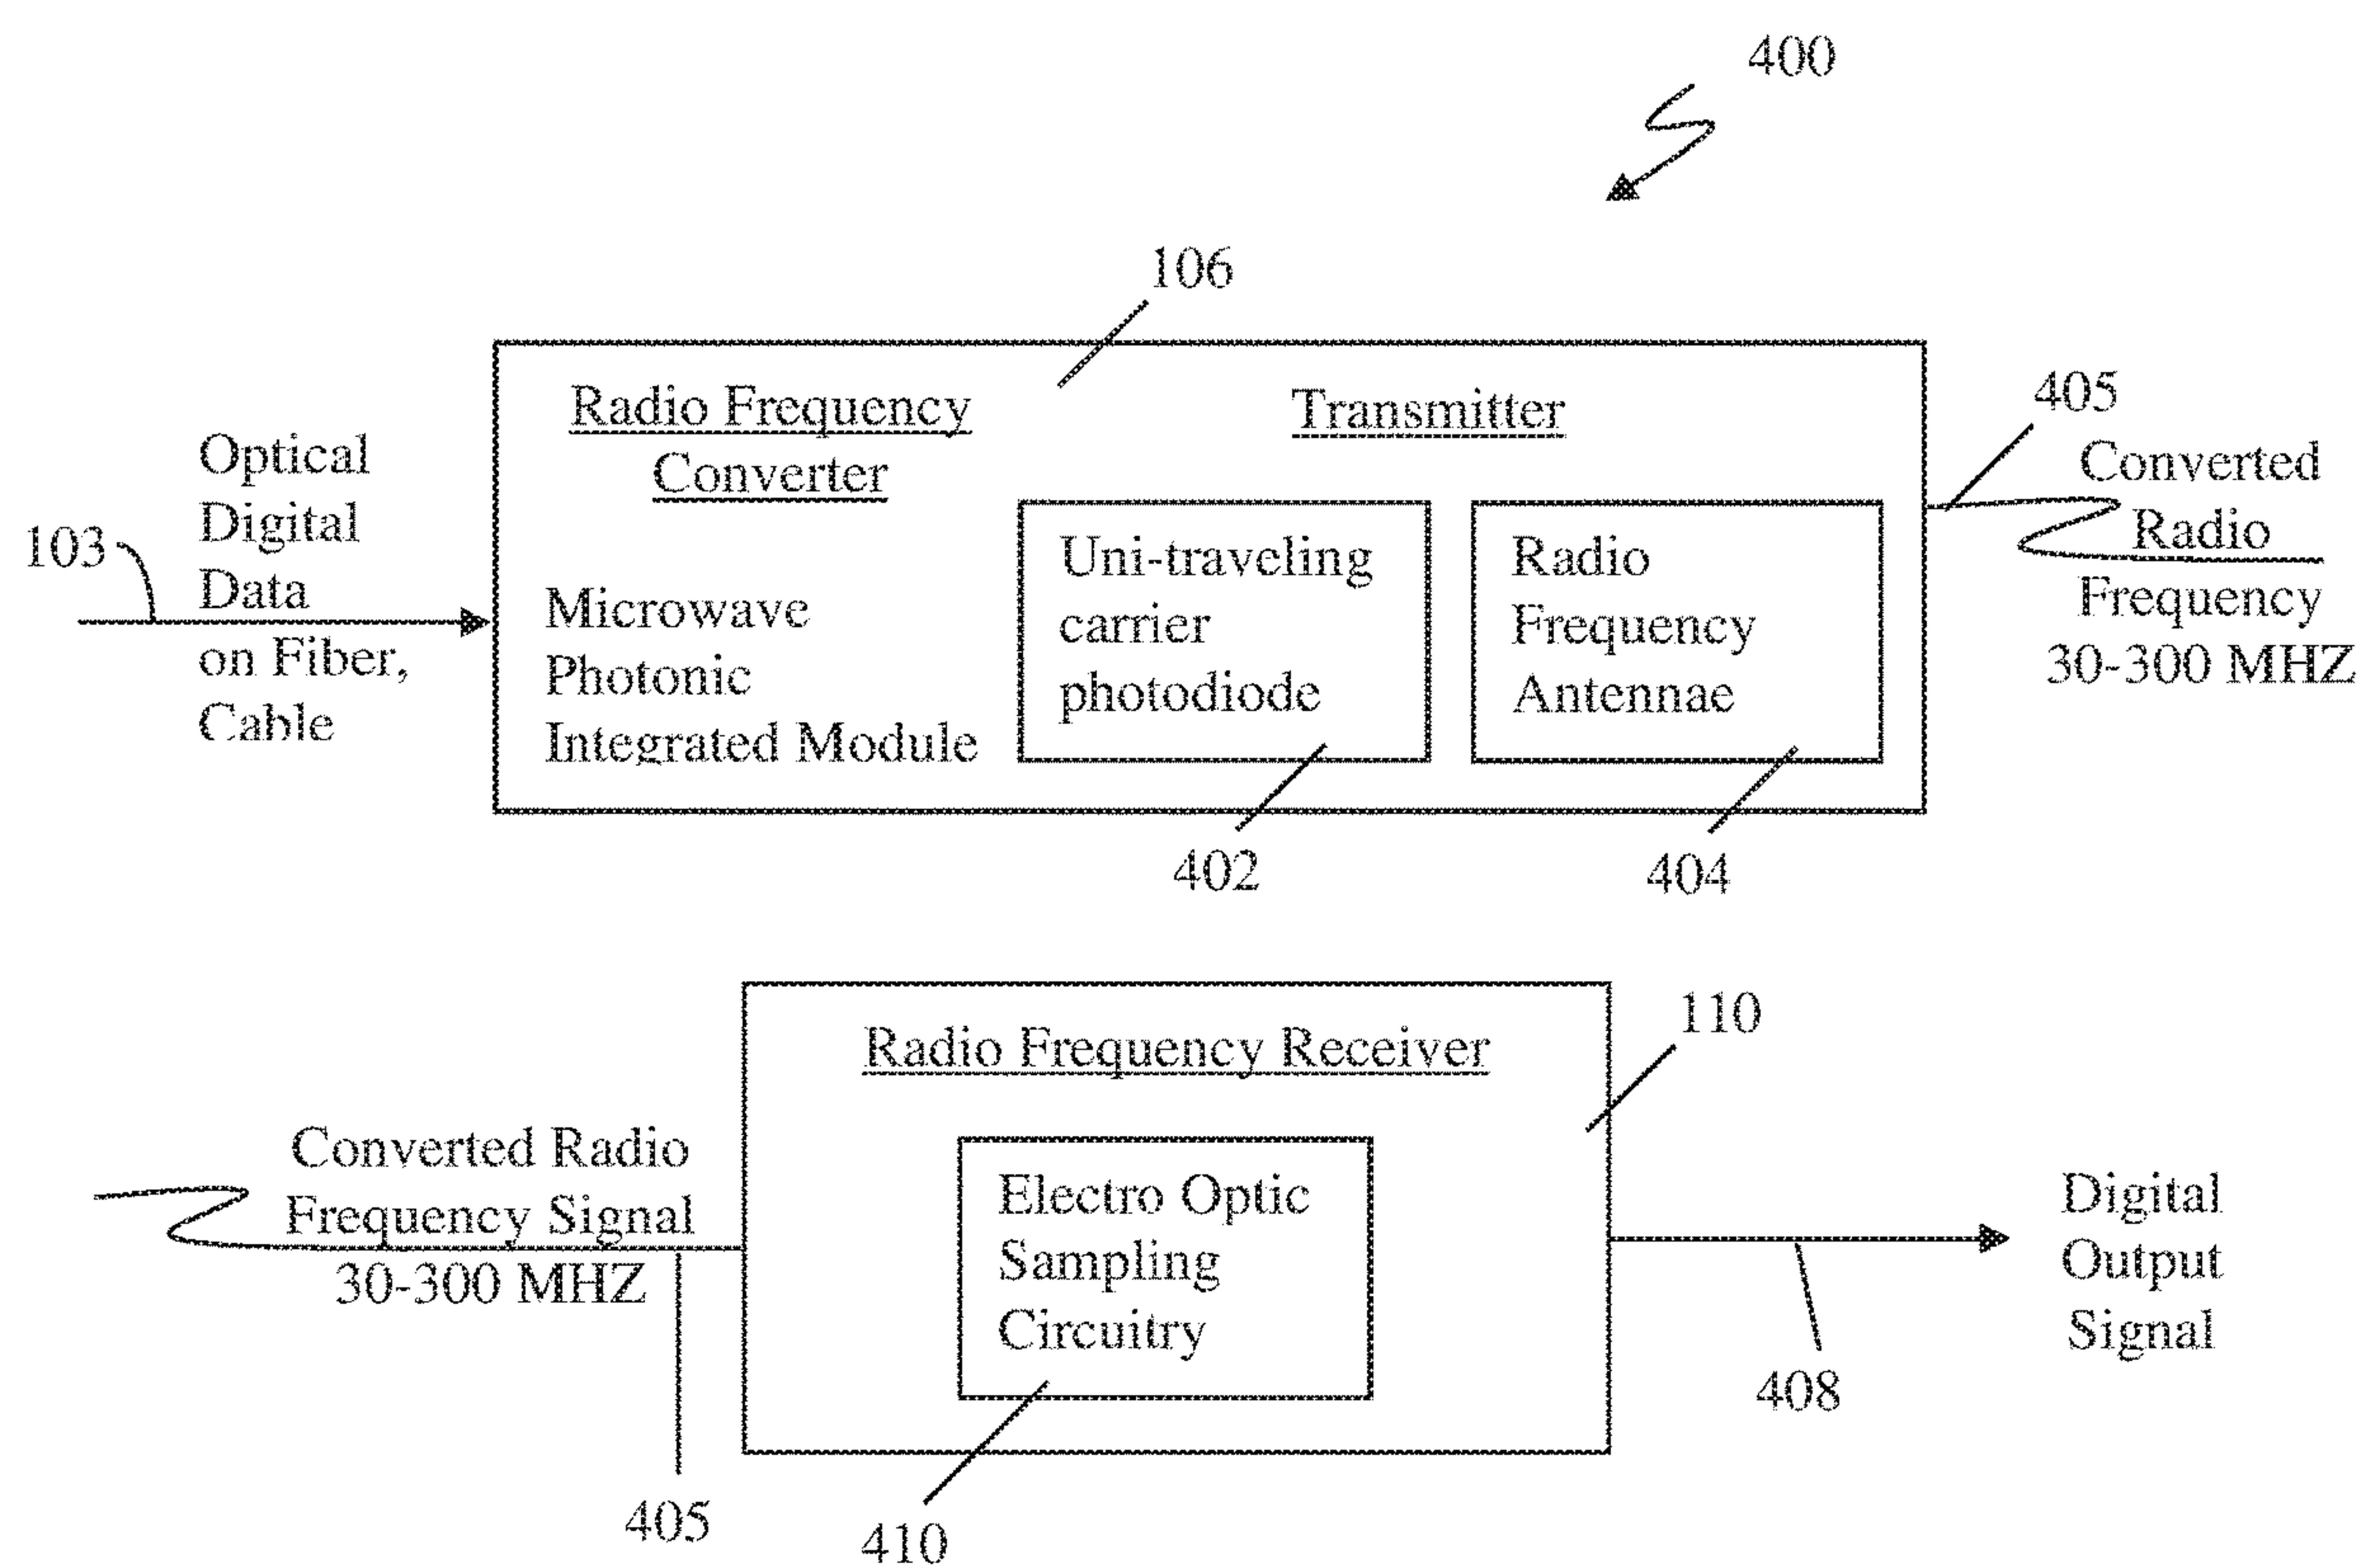 400
106
Radio Frequency
Converter
Transmitter
405
Optical
Digital
Data
on Fiber,
Cable
103
Microwave
Photonic
Integrated Module
Uni-traveling
carrier
photodiode
Radio
Frequency
Antennae
Converted
Radio
Frequency
30-300 MHZ
402
404
Radio Frequency Receiver
110
Converted Radio
Frequency Signal
30-300 MHZ
Electro Optic
Sampling
Circuitry
Digital
Output
Signal
408
405
410